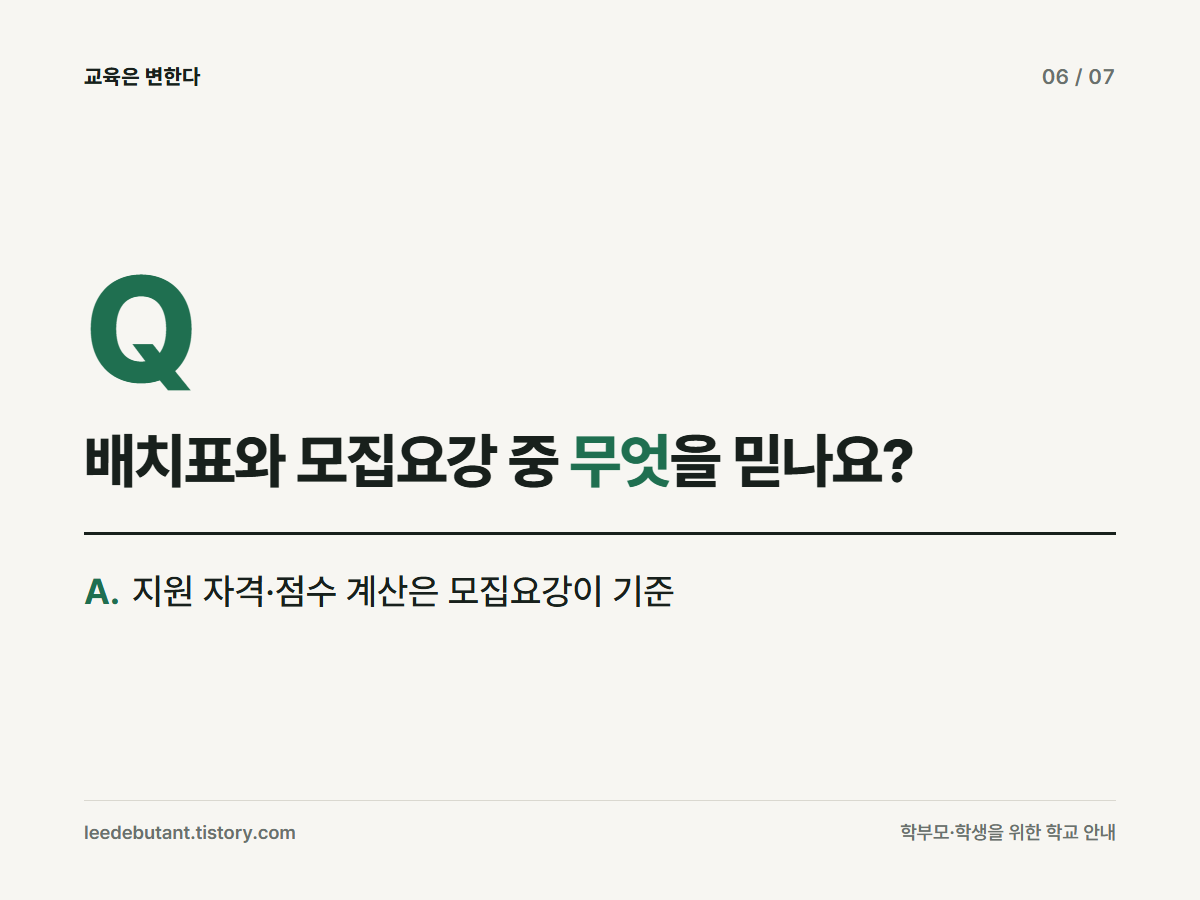 교육은 변한다
06 / 07
Q
배치표와 모집요강 중 무엇을 믿나요?
A. 지원 자격·점수 계산은 모집요강이 기준
leedebutant.tistory.com
학부모·학생을 위한 학교 안내